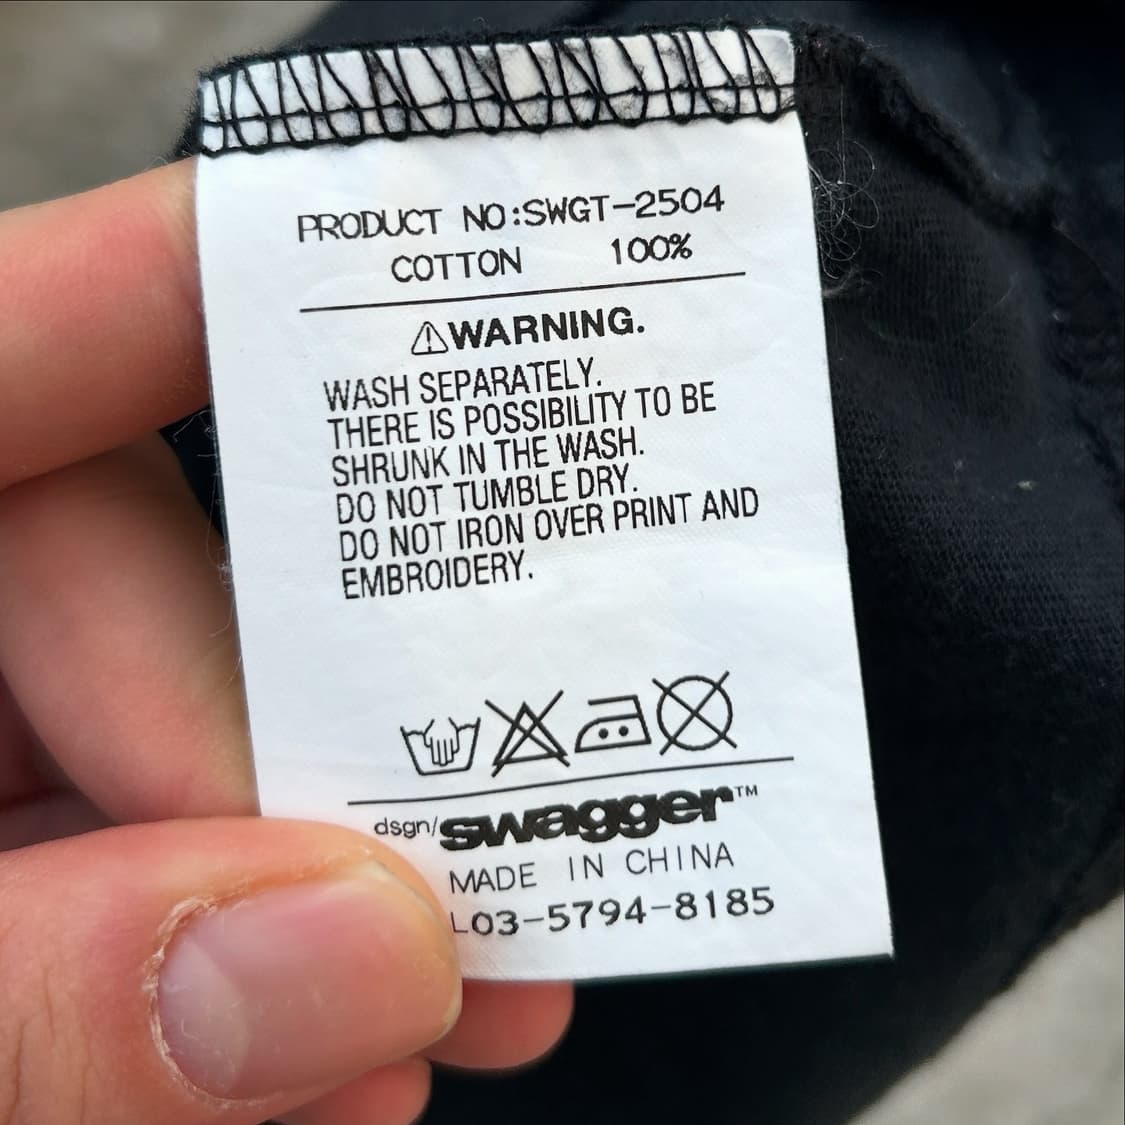 PRODUCT NO:SWGT-2504
COTTON 100%
⚠WARNING.
WASH SEPARATELY.
THERE IS POSSIBILITY TO BE
SHRUNK IN THE WASH.
DO NOT TUMBLE DRY.
DO NOT IRON OVER PRINT AND
EMBROIDERY.
dsgn/swagger™
MADE IN CHINA
03-5794-8185